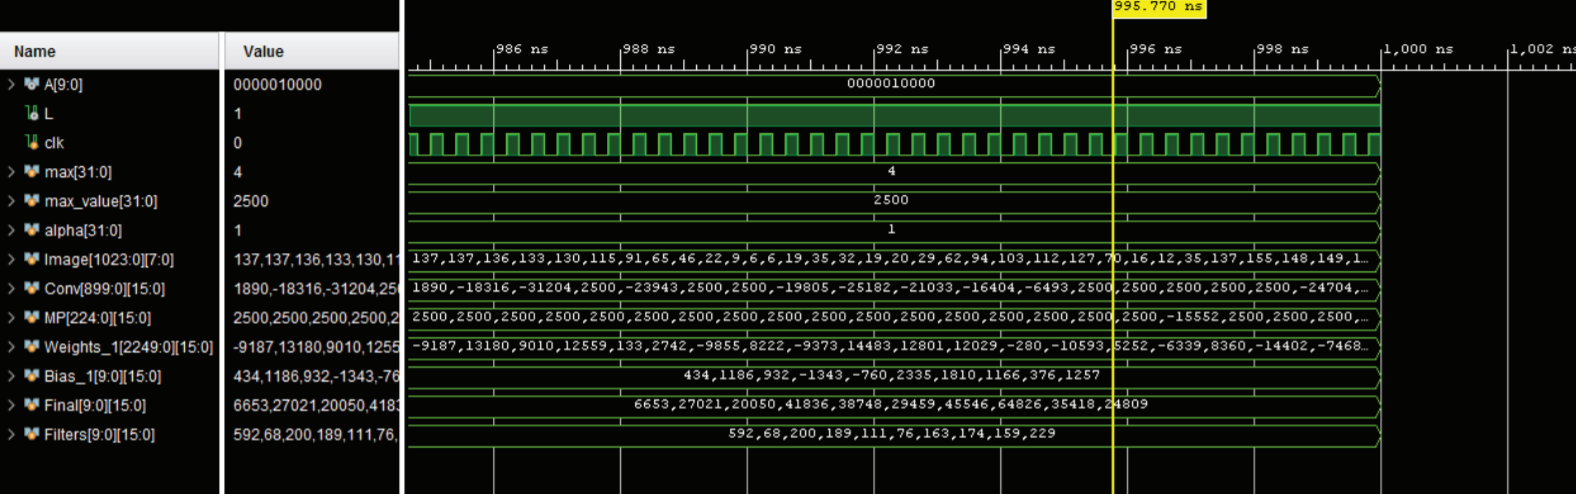 995.770 ns
Name Value 986 ns 988 ns 990 ns 992 ns 994 ns 996 ns 998 ns 1,000 ns 1,002 ns
A[9:0] 0000010000 0000010000
L 1
clk 0
max[31:0] 4 4
max_value[31:0] 2500 2500
alpha[31:0] 1 1
Image[1023:0][7:0] 137,137,136,133,130,11 137,137,136,133,130,115,91,65,46,22,9,6,6,19,35,32,19,20,29,62,94,103,112,127,70,16,12,35,137,155,148,149,1...
Conv[899:0][15:0] 1890,-18316,-31204,250 1890,-18316,-31204,2500,-23943,2500,2500,-19805,-25182,-21033,-16404,-6493,2500,2500,2500,2500,2500,-24704,...
MP[224:0][15:0] 2500,2500,2500,2500,2 2500,2500,2500,2500,2500,2500,2500,2500,2500,2500,2500,2500,2500,2500,2500,2500,2500,-15552,2500,2500,2500,...
Weights_1[2249:0][15:0] -9187,13180,9010,1255 -9187,13180,9010,12559,133,2742,-9855,8222,-9373,14483,12801,12029,-280,-10593,5252,-6339,8360,-14402,-7468...
Bias_1[9:0][15:0] 434,1186,932,-1343,-76 434,1186,932,-1343,-760,2335,1810,1166,376,1257
Final[9:0][15:0] 6653,27021,20050,4183 6653,27021,20050,41836,38748,29459,45546,64826,35418,24809
Filters[9:0][15:0] 592,68,200,189,111,76, 592,68,200,189,111,76,163,174,159,229